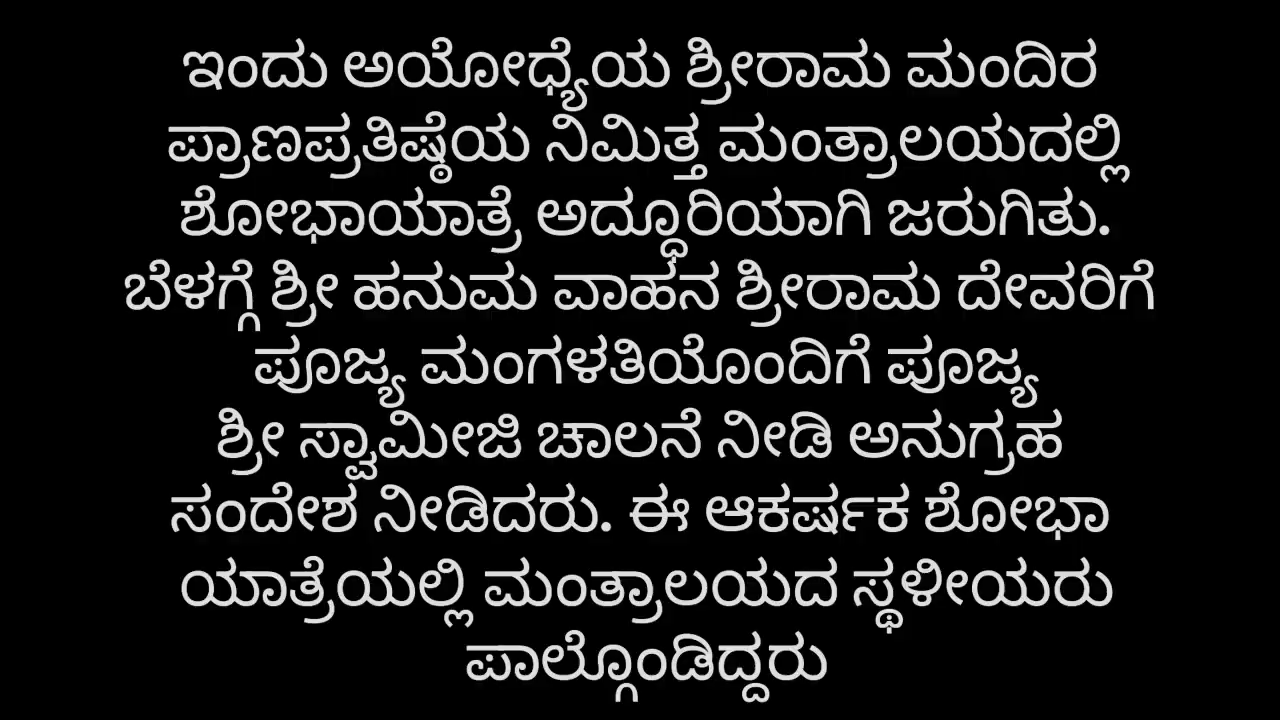 ಇಂದು ಅಯೋಧ್ಯೆಯ ಶ್ರೀರಾಮ ಮಂದಿರ
ಪ್ರಾಣಪ್ರತಿಷ್ಠೆಯ ನಿಮಿತ್ತ ಮಂತ್ರಾಲಯದಲ್ಲಿ
ಶೋಭಾಯಾತ್ರೆ ಅದ್ಧೂರಿಯಾಗಿ ಜರುಗಿತು.
ಬೆಳಗ್ಗೆ ಶ್ರೀ ಹನುಮ ವಾಹನ ಶ್ರೀರಾಮ ದೇವರಿಗೆ
ಪೂಜ್ಯ ಮಂಗಳತಿಯೊಂದಿಗೆ ಪೂಜ್ಯ
ಶ್ರೀ ಸ್ವಾಮೀಜಿ ಚಾಲನೆ ನೀಡಿ ಅನುಗ್ರಹ
ಸಂದೇಶ ನೀಡಿದರು. ಈ ಆಕರ್ಷಕ ಶೋಭಾ
ಯಾತ್ರೆಯಲ್ಲಿ ಮಂತ್ರಾಲಯದ ಸ್ಥಳೀಯರು
ಪಾಲ್ಗೊಂಡಿದ್ದರು